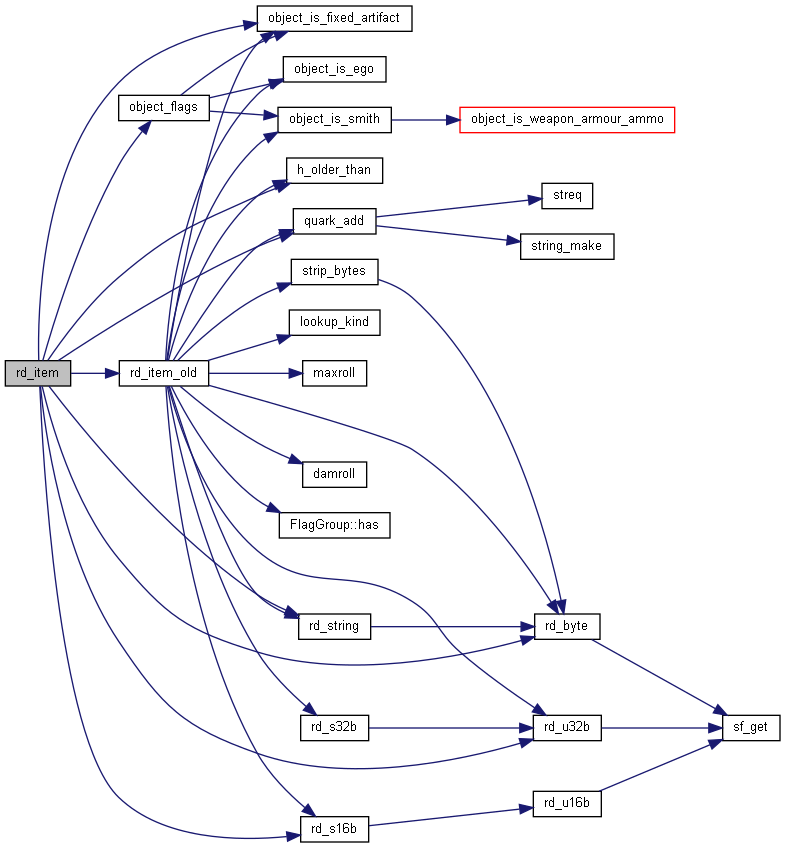 object_is_fixed_artifact
object_is_ego
object_flags
object_is_smith
object_is_weapon_armour_ammo
h_older_than
streq
quark_add
string_make
strip_bytes
lookup_kind
rd_item
rd_item_old
maxroll
damroll
FlagGroup::has
rd_string
rd_byte
rd_s32b
rd_u32b
sf_get
rd_u16b
rd_s16b